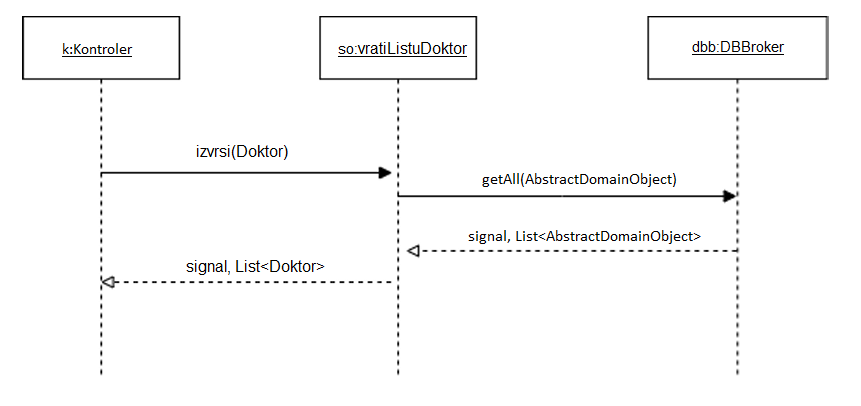 k:Kontroler
so:vratiListuDoktor
dbb:DBBroker
izvrsi(Doktor)
getAll(AbstractDomainObject)
signal, List<AbstractDomainObject>
signal, List<Doktor>